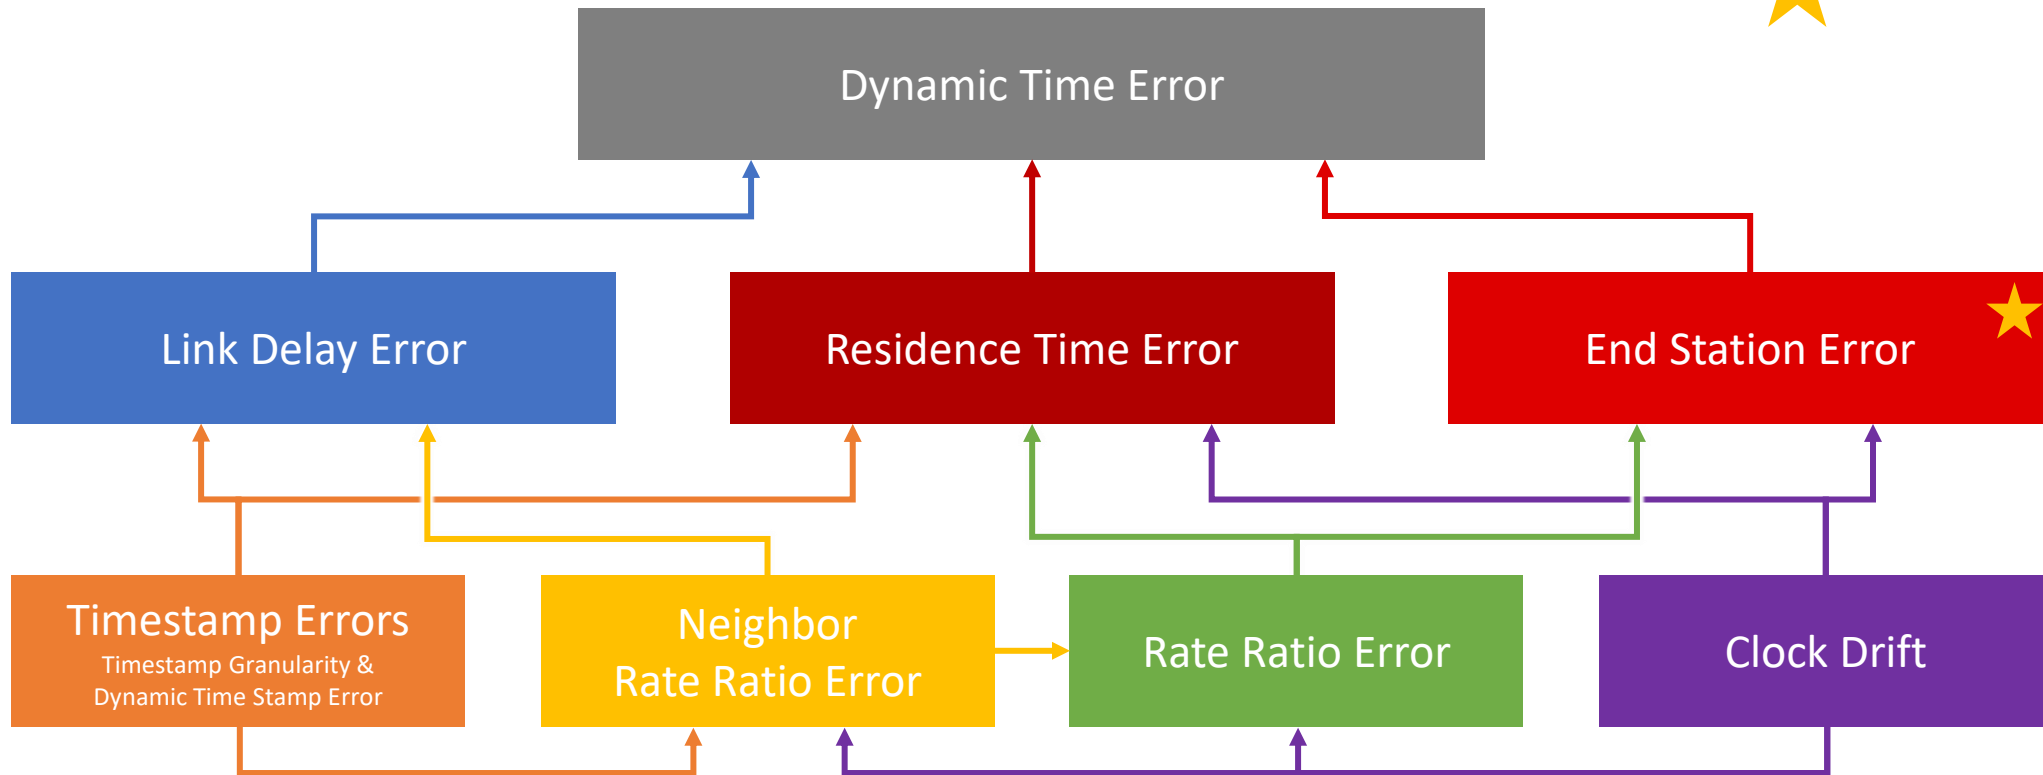 Dynamic Time Error
Link Delay Error
Residence Time Error
End Station Error
Timestamp Errors
Timestamp Granularity &
Dynamic Time Stamp Error
Neighbor
Rate Ratio Error
Rate Ratio Error
Clock Drift